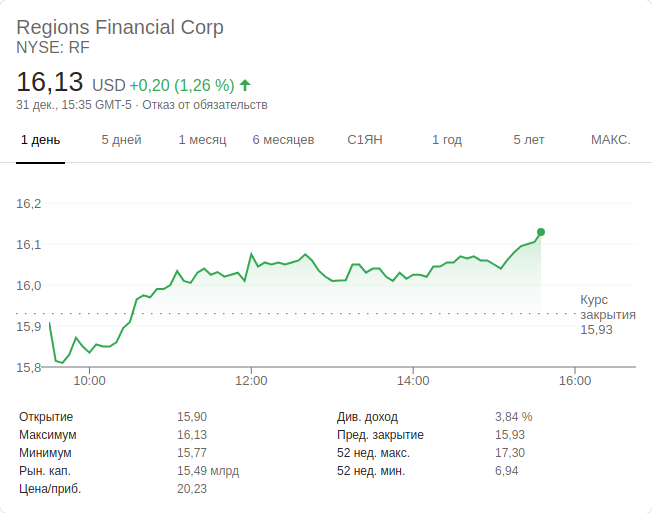 Regions Financial Corp
NYSE: RF
16,13 USD +0,20 (1,26 %)
31 дек., 15:35 GMT-5 · Отказ от обязательств
1 день 5 дней 1 месяц 6 месяцев С1ЯН 1 год 5 лет МАКС.
16,2
16,1
16,0
15,9
15,8
Курс
закрытия
15,93
10:00 12:00 14:00 16:00
Открытие 15,90 Див. доход 3,84 %
Максимум 16,13 Пред. закрытие 15,93
Минимум 15,77 52 нед. макс. 17,30
Рын. кап. 15,49 млрд 52 нед. мин. 6,94
Цена/приб. 20,23